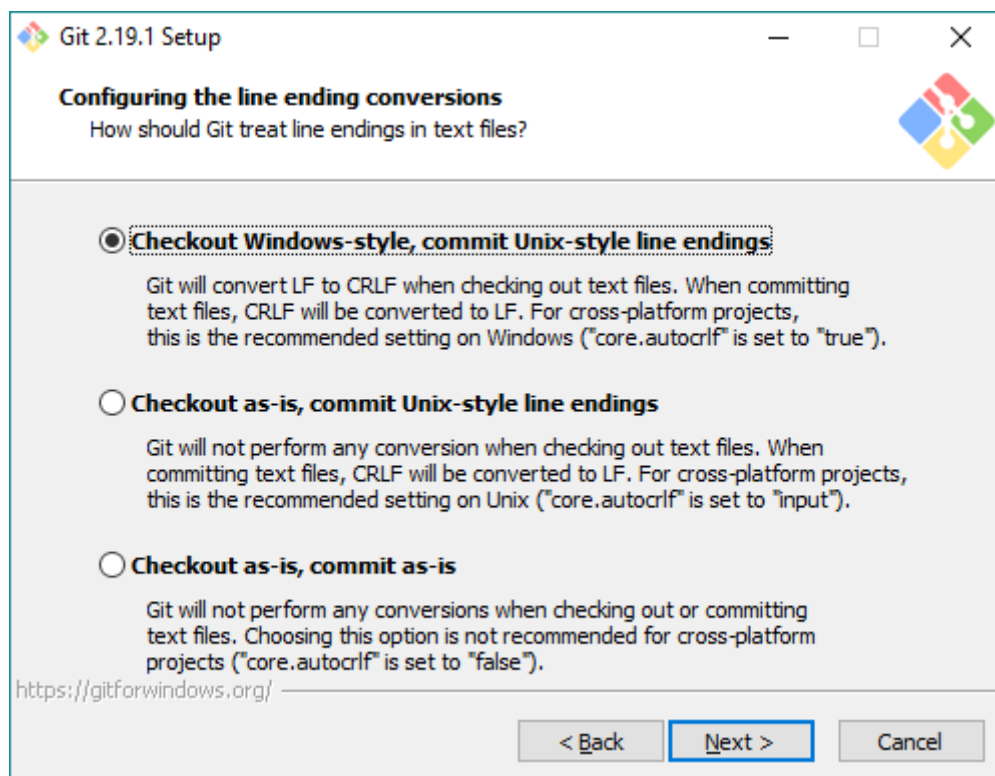 Git 2.19.1 Setup
Configuring the line ending conversions
How should Git treat line endings in text files?
Checkout Windows-style, commit Unix-style line endings
Git will convert LF to CRLF when checking out text files. When committing
text files, CRLF will be converted to LF. For cross-platform projects,
this is the recommended setting on Windows ("core.autocrlf" is set to "true").
Checkout as-is, commit Unix-style line endings
Git will not perform any conversion when checking out text files. When
committing text files, CRLF will be converted to LF. For cross-platform projects,
this is the recommended setting on Unix ("core.autocrlf" is set to "input").
Checkout as-is, commit as-is
Git will not perform any conversions when checking out or committing
text files. Choosing this option is not recommended for cross-platform
projects ("core.autocrlf" is set to "false").
https://gitforwindows.org/
< Back Next > Cancel